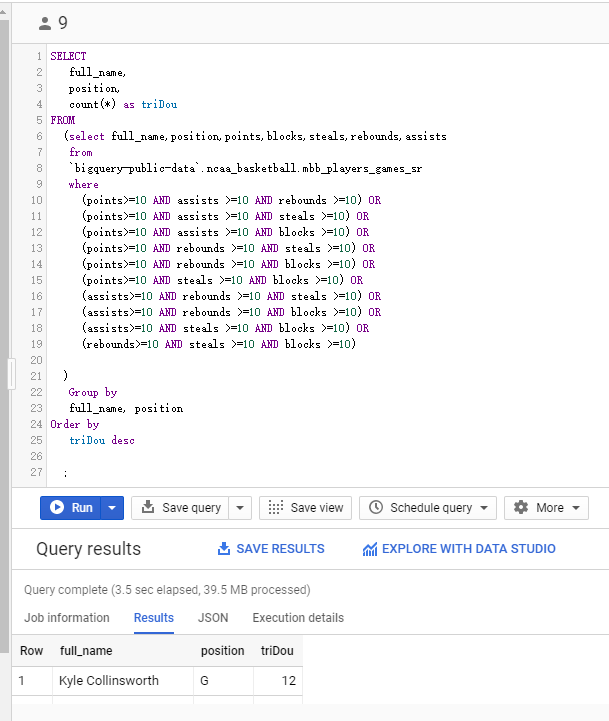 9
1 SELECT
2 full_name,
3 position,
4 count(*) as triDou
5 FROM
6 (select full_name,position,points,blocks,steals,rebounds,assists
7 from
8 `bigquery-public-data`.ncaa_basketball.mbb_players_games_sr
9 where
10 (points>=10 AND assists >=10 AND rebounds >=10) OR
11 (points>=10 AND assists >=10 AND steals >=10) OR
12 (points>=10 AND assists >=10 AND blocks >=10) OR
13 (points>=10 AND rebounds >=10 AND steals >=10) OR
14 (points>=10 AND rebounds >=10 AND blocks >=10) OR
15 (points>=10 AND steals >=10 AND blocks >=10) OR
16 (assists>=10 AND rebounds >=10 AND steals >=10) OR
17 (assists>=10 AND rebounds >=10 AND blocks >=10) OR
18 (assists>=10 AND steals >=10 AND blocks >=10) OR
19 (rebounds>=10 AND steals >=10 AND blocks >=10)
20
21 )
22 Group by
23 full_name, position
24 Order by
25 triDou desc
26
27 ;
Run Save query Save view Schedule query More
Query results SAVE RESULTS EXPLORE WITH DATA STUDIO
Query complete (3.5 sec elapsed, 39.5 MB processed)
Job information Results JSON Execution details
Row full_name position triDou
1 Kyle Collinsworth G 12